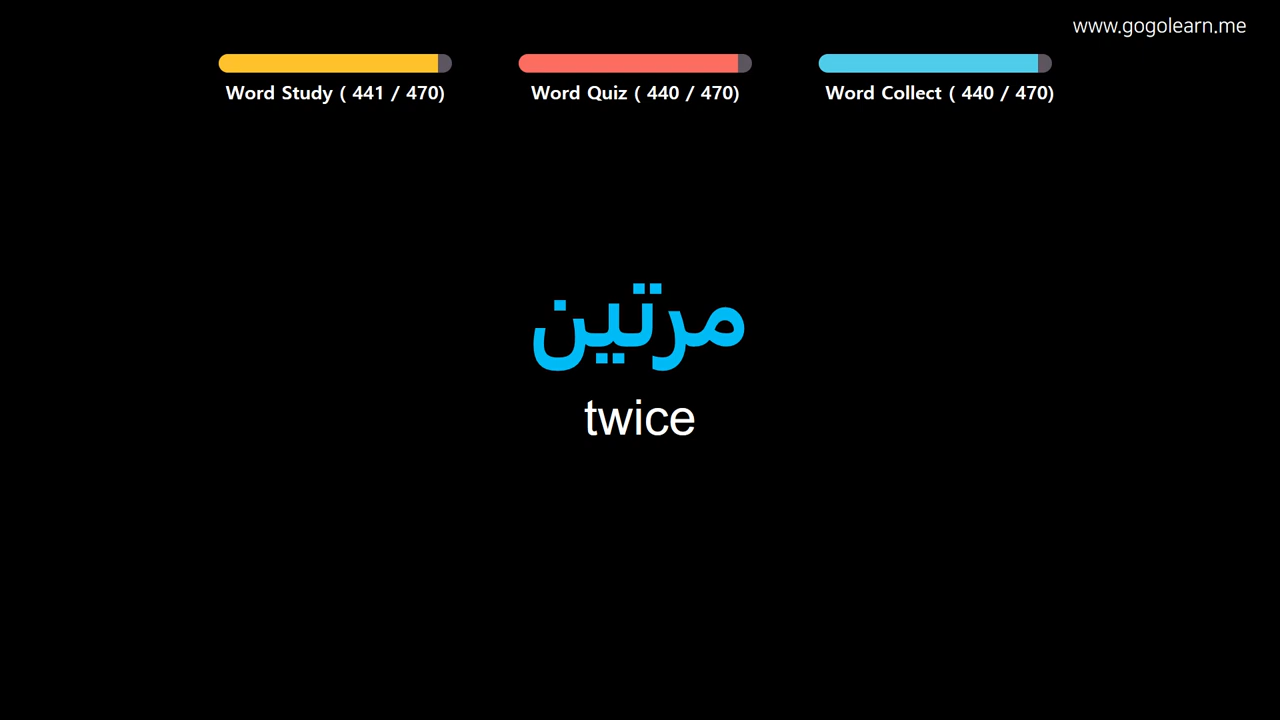 www.gogolearn.me
Word Study ( 441 / 470)
Word Quiz ( 440 / 470)
Word Collect ( 440 / 470)
مرتين
twice